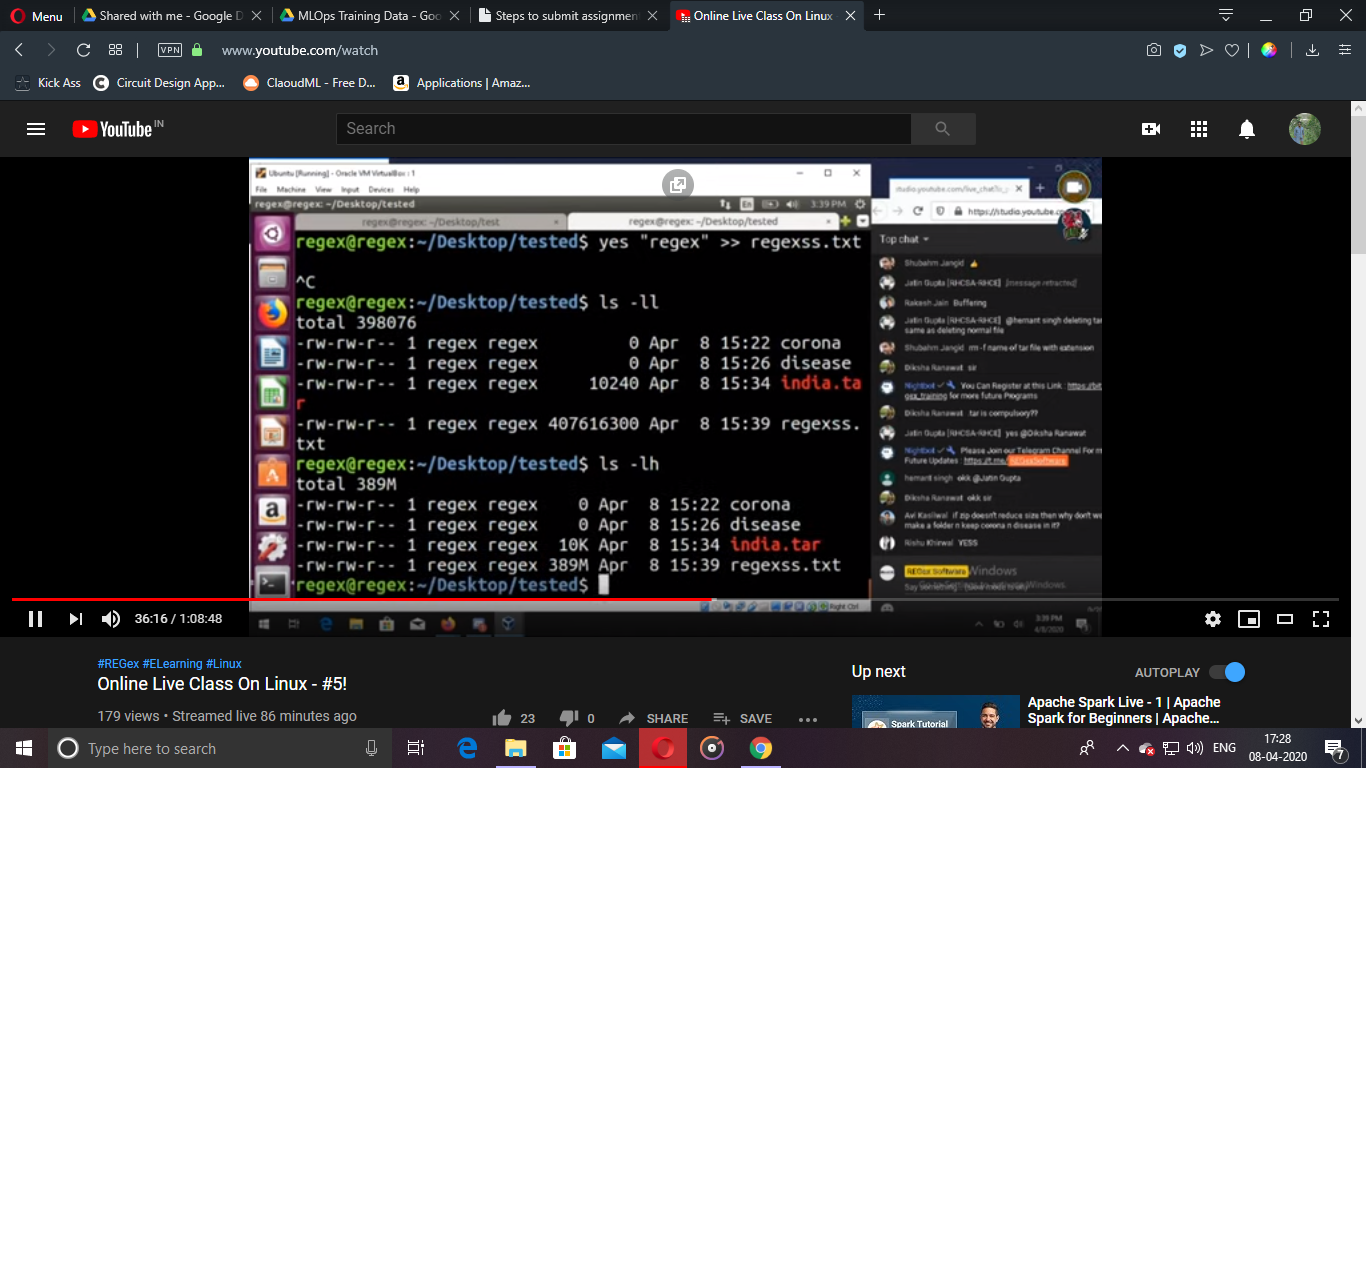 Menu
Shared with me - Google D
MLOps Training Data - Goo
Steps to submit assignmen
Online Live Class On Linux
VPN
www.youtube.com/watch
Kick Ass
Circuit Design App...
ClaoudML - Free D...
Applications | Amaz...
YouTube IN
Search
Ubuntu [Running] - Oracle VM VirtualBox : 1
File Machine View Input Devices Help
regex@regex: ~/Desktop/tested
En
3:39 PM
regex@regex: ~/Desktop/test
regex@regex: ~/Desktop/tested
regex@regex:~/Desktop/tested$ yes "regex" >> regexss.txt
^C
regex@regex:~/Desktop/tested$ ls -ll
total 398076
-rw-rw-r-- 1 regex regex 0 Apr 8 15:22 corona
-rw-rw-r-- 1 regex regex 0 Apr 8 15:26 disease
-rw-rw-r-- 1 regex regex 10240 Apr 8 15:34 india.ta
r
-rw-rw-r-- 1 regex regex 407616300 Apr 8 15:39 regexss.
txt
regex@regex:~/Desktop/tested$ ls -lh
total 389M
-rw-rw-r-- 1 regex regex 0 Apr 8 15:22 corona
-rw-rw-r-- 1 regex regex 0 Apr 8 15:26 disease
-rw-rw-r-- 1 regex regex 10K Apr 8 15:34 india.tar
-rw-rw-r-- 1 regex regex 389M Apr 8 15:39 regexss.txt
regex@regex:~/Desktop/tested$
Right Ctrl
studio.youtube.com/live_chat?c_
https://studio.youtube.co
Top chat
Shubahm Jangid
Jatin Gupta [RHCSA-RHCE] [message retracted]
Rakesh Jain Buffering
Jatin Gupta [RHCSA-RHCE] @hemant singh deleting tar
same as deleting normal file
Shubahm Jangid rm -f name of tar file with extension
Diksha Ranawat sir
Nightbot You Can Register at this Link : https://bit
gex_training for more future Programs
Diksha Ranawat tar is compulsory??
Jatin Gupta [RHCSA-RHCE] yes @Diksha Ranawat
Nightbot Please Join our Telegram Channel For m
Future Updates : https://t.me/REGexSoftware
hemant singh okk @Jatin Gupta
Diksha Ranawat okk sir
Avi Kasliwal if zip doesn't reduce size then why don't we
make a folder n keep corona n disease in it?
Rishu Khirwal YESS
REGex Software
Windows
3:39 PM
4/8/2020
36:16 / 1:08:48
#REGex #ELearning #Linux
Online Live Class On Linux - #5!
179 views • Streamed live 86 minutes ago
23
0
SHARE
SAVE
Up next
AUTOPLAY
Spark Tutorial
Apache Spark Live - 1 | Apache
Spark for Beginners | Apache...
Type here to search
ENG
17:28
08-04-2020
7